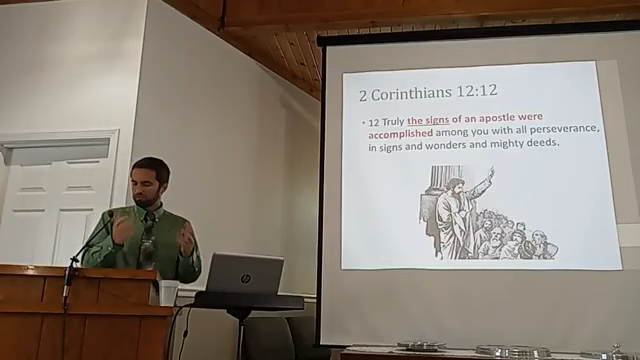 2 Corinthians 12:12
• 12 Truly the signs of an apostle were
accomplished among you with all perseverance,
in signs and wonders and mighty deeds.
hp